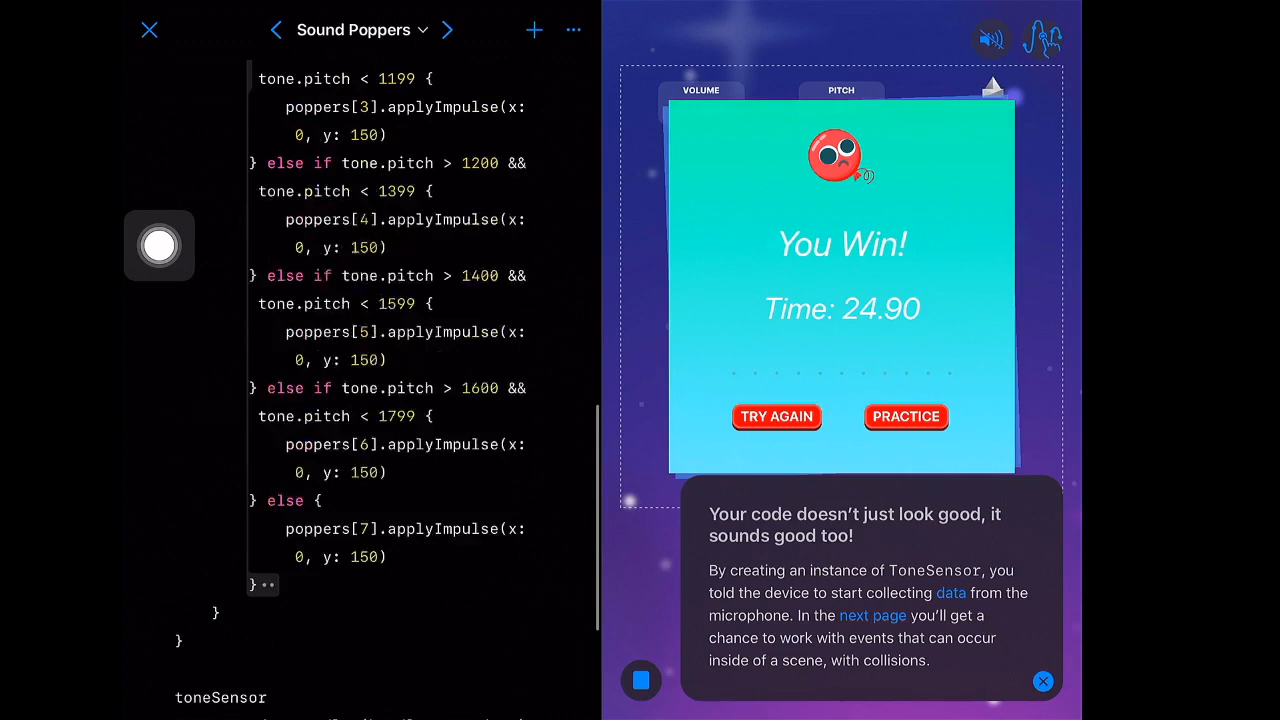 Sound Poppers
tone.pitch < 1199 {
poppers[3].applyImpulse(x:
0, y: 150)
} else if tone.pitch > 1200 &&
tone.pitch < 1399 {
poppers[4].applyImpulse(x:
0, y: 150)
} else if tone.pitch > 1400 &&
tone.pitch < 1599 {
poppers[5].applyImpulse(x:
0, y: 150)
} else if tone.pitch > 1600 &&
tone.pitch < 1799 {
poppers[6].applyImpulse(x:
0, y: 150)
} else {
poppers[7].applyImpulse(x:
0, y: 150)
}
}
}
toneSensor
VOLUME
PITCH
You Win!
Time: 24.90
TRY AGAIN
PRACTICE
Your code doesn’t just look good, it
sounds good too!
By creating an instance of ToneSensor, you
told the device to start collecting data from the
microphone. In the next page you’ll get a
chance to work with events that can occur
inside of a scene, with collisions.